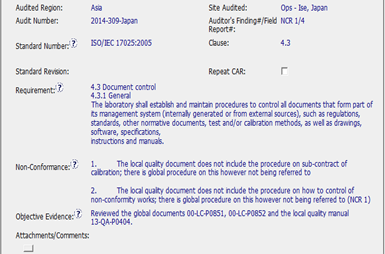 Audited Region: Asia Site Audited: Ops - Ise, Japan
Audit Number: 2014-309-Japan Auditor's Finding#/Field Report#: NCR 1/4
Standard Number: ? ISO/IEC 17025:2005 Clause: 4.3
Standard Revision: Repeat CAR:
Requirement: ? 4.3 Document control
4.3.1 General
The laboratory shall establish and maintain procedures to control all documents that form part of
its management system (internally generated or from external sources), such as regulations,
standards, other normative documents, test and/or calibration methods, as well as drawings,
software, specifications,
instructions and manuals.
Non-Conformance: ? 1. The local quality document does not include the procedure on sub-contract of
calibration; there is global procedure on this however not being referred to
2. The local quality document does not include the procedure on how to control of
non-conformity works; there is global procedure on this however not being referred to (NCR 1)
Objective Evidence: ? Reviewed the global documents 00-LC-P0851, 00-LC-P0852 and the local quality manual
13-QA-P0404.
Attachments/Comments: